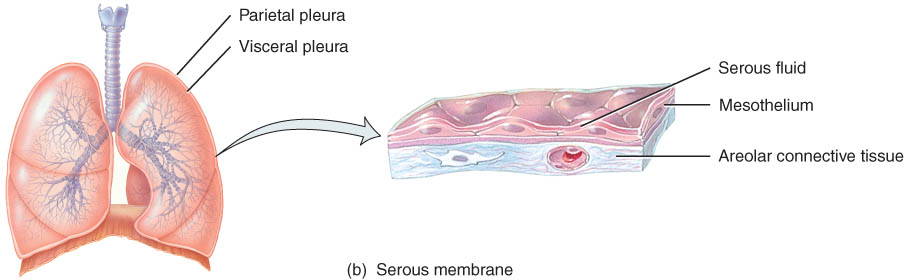 Parietal pleura
Visceral pleura
Serous fluid
Mesothelium
Areolar connective tissue
(b) Serous membrane